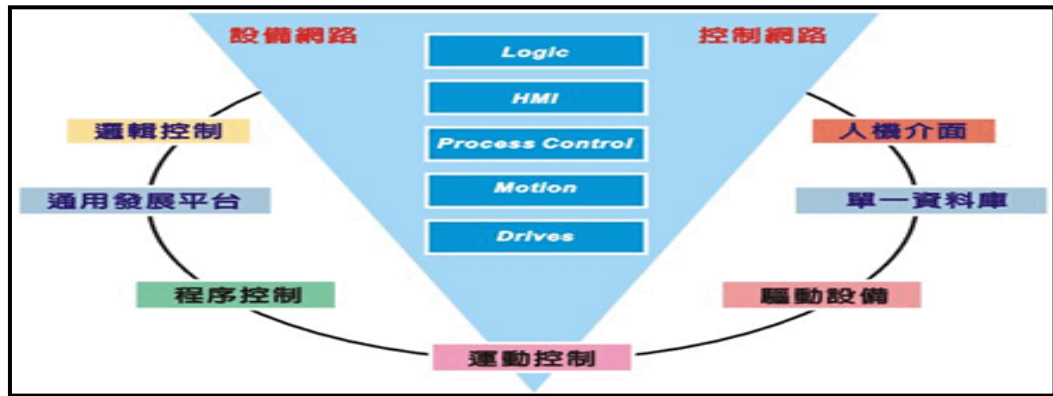 設備網路
控制網路
Logic
HMI
邏輯控制
人機介面
Process Control
Motion
通用發展平台
單一資料庫
Drives
程序控制
驅動設備
運動控制